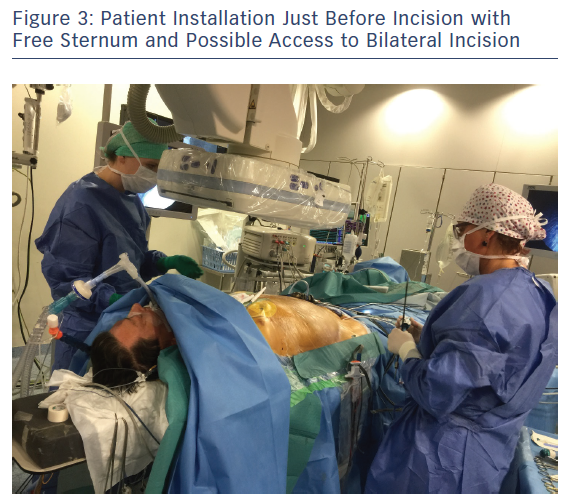 Figure 3: Patient Installation Just Before Incision with
Free Sternum and Possible Access to Bilateral Incision